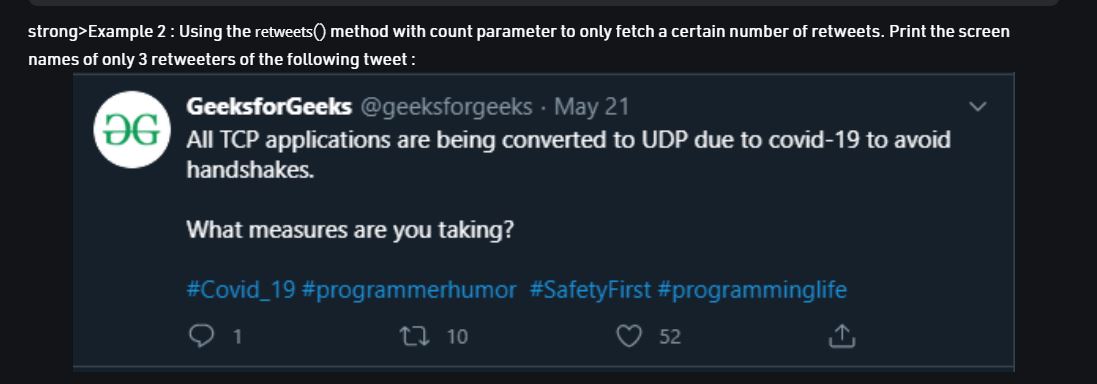 strong>Example 2 : Using the retweets() method with count parameter to only fetch a certain number of retweets. Print the screen
names of only 3 retweeters of the following tweet :
GeeksforGeeks @geeksforgeeks · May 21
All TCP applications are being converted to UDP due to covid-19 to avoid
handshakes.
What measures are you taking?
#Covid_19 #programmerhumor #SafetyFirst #programminglife
1 10 52